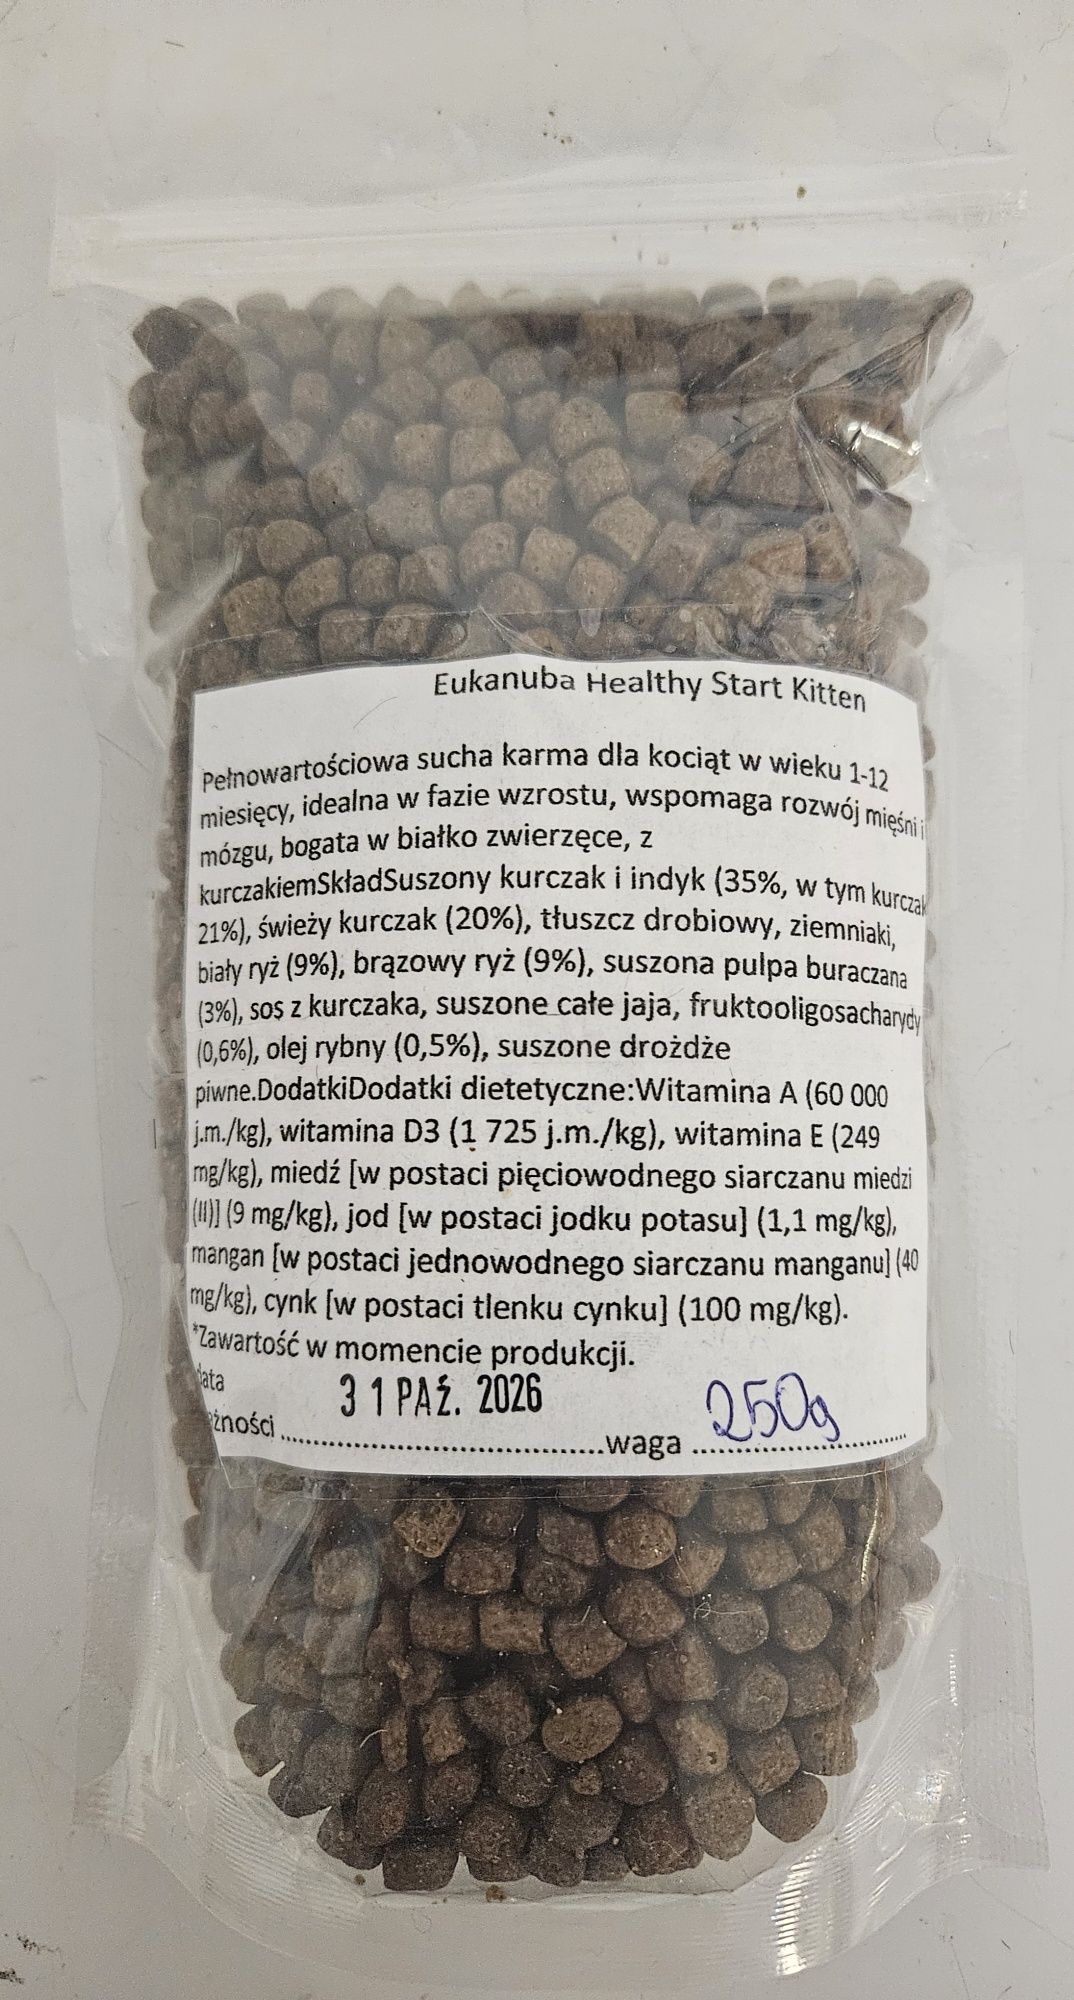 Eukanuba Healthy Start Kitten
Pełnowartościowa sucha karma dla kociąt w wieku 1-12
miesięcy, idealna w fazie wzrostu, wspomaga rozwój mięśni i
mózgu, bogata w białko zwierzęce, z
kurczakiemSkładSuszony kurczak i indyk (35%, w tym kurczak
21%), świeży kurczak (20%), tłuszcz drobiowy, ziemniaki,
biały ryż (9%), brązowy ryż (9%), suszona pulpa buraczana
(3%), sos z kurczaka, suszone całe jaja, fruktooligosacharydy
(0,6%), olej rybny (0,5%), suszone drożdże
piwne.DodatkiDodatki dietetyczne:Witamina A (60 000
j.m./kg), witamina D3 (1 725 j.m./kg), witamina E (249
mg/kg), miedź [w postaci pięciowodnego siarczanu miedzi
(II)] (9 mg/kg), jod [w postaci jodku potasu] (1,1 mg/kg),
mangan [w postaci jednowodnego siarczanu manganu] (40
mg/kg), cynk [w postaci tlenku cynku] (100 mg/kg).
*Zawartość w momencie produkcji.
data
ażności 31 PAŹ. 2026 waga 250g